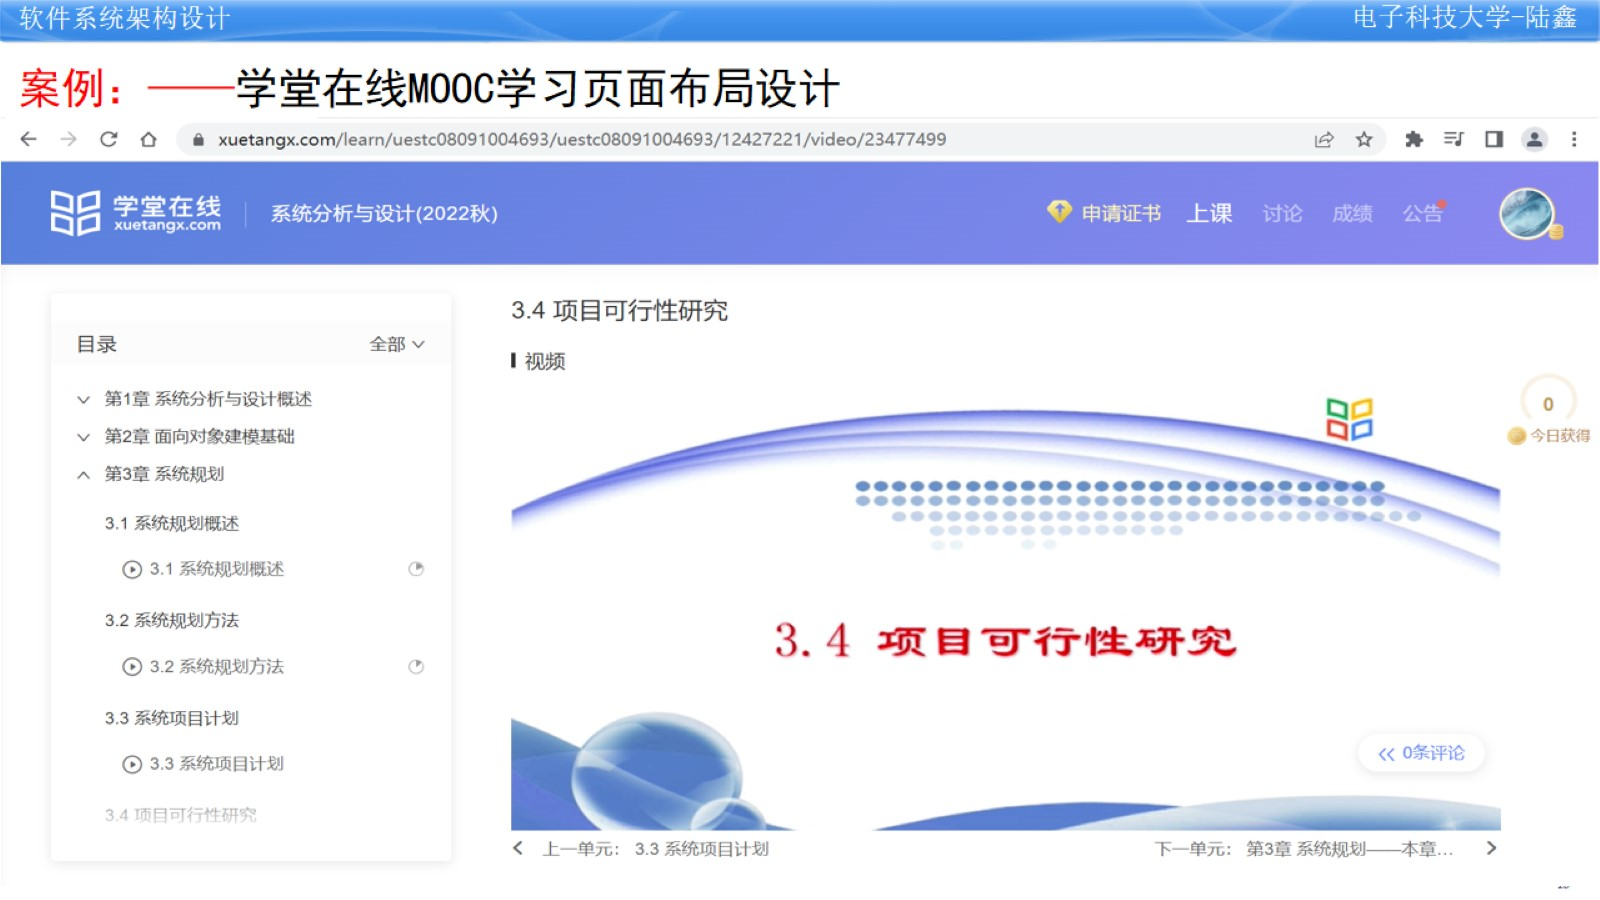 软件系统架构设计
电子科技大学-陆鑫
案例：——学堂在线MOOC学习页面布局设计
xuetangx.com/learn/uestc08091004693/uestc08091004693/12427221/video/23477499
学堂在线
xuetangx.com
系统分析与设计(2022秋)
申请证书 上课 讨论 成绩 公告
目录 全部
第1章 系统分析与设计概述
第2章 面向对象建模基础
第3章 系统规划
3.1 系统规划概述
3.1 系统规划概述
3.2 系统规划方法
3.2 系统规划方法
3.3 系统项目计划
3.3 系统项目计划
3.4 项目可行性研究
3.4 项目可行性研究
视频
3.4 项目可行性研究
0
今日获得
0条评论
上一单元： 3.3 系统项目计划
下一单元： 第3章 系统规划——本章...